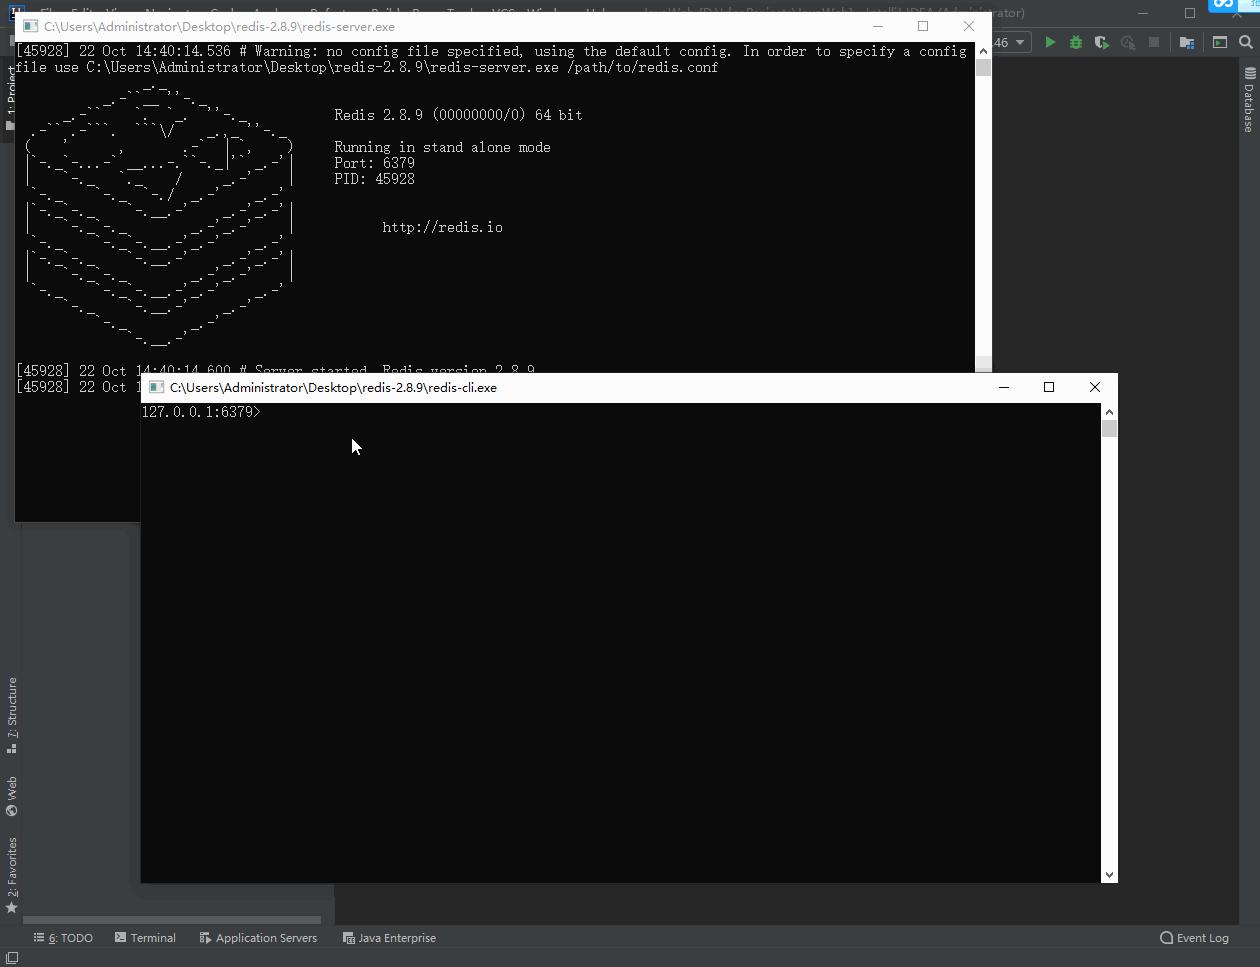 C:\Users\Administrator\Desktop\redis-2.8.9\redis-server.exe
[45928] 22 Oct 14:40:14.536 # Warning: no config file specified, using the default config. In order to specify a config
file use C:\Users\Administrator\Desktop\redis-2.8.9\redis-server.exe /path/to/redis.conf
Redis 2.8.9 (00000000/0) 64 bit
Running in stand alone mode
Port: 6379
PID: 45928
http://redis.io
[45928] 22 Oct 14:40:14.600 # Server started, Redis version 2.8.9
[45928] 22 Oct
C:\Users\Administrator\Desktop\redis-2.8.9\redis-cli.exe
127.0.0.1:6379>
46
Database
7: Structure
Web
2: Favorites
6: TODO
Terminal
Application Servers
Java Enterprise
Event Log